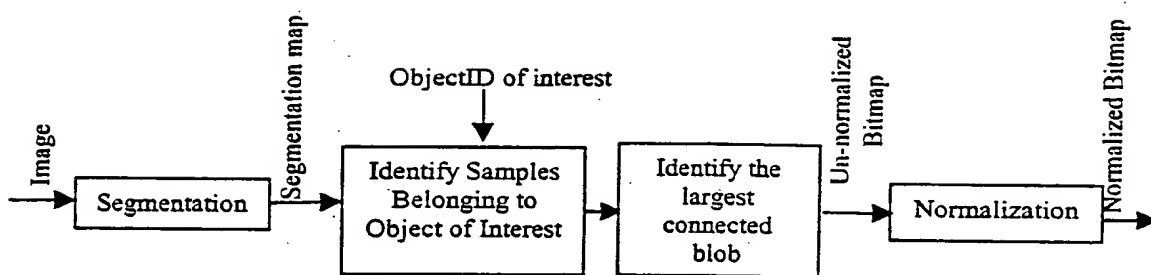 Image
Segmentation
Segmentation map
ObjectID of interest
Identify Samples
Belonging to
Object of Interest
Identify the
largest
connected
blob
Un-normalized
Bitmap
Normalization
Normalized Bitmap